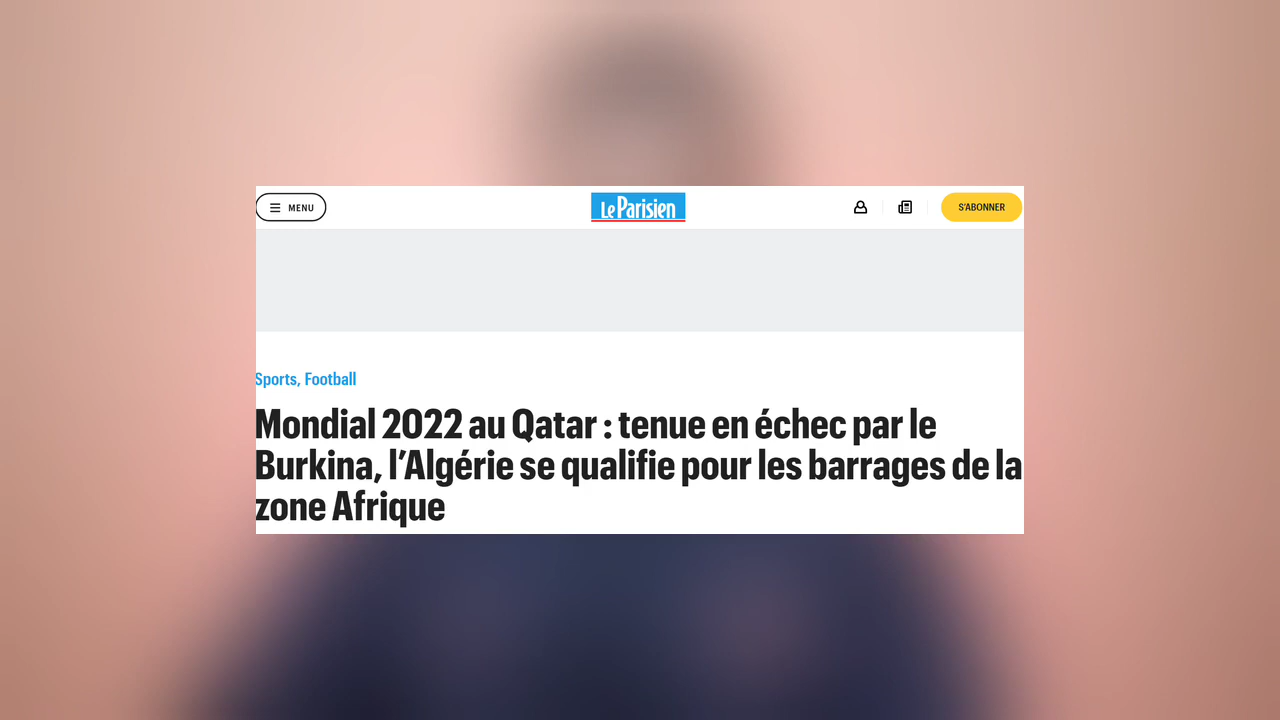 MENU
Le Parisien
S'ABONNER
Sports, Football
Mondial 2022 au Qatar : tenue en échec par le
Burkina, l’Algérie se qualifie pour les barrages de la
zone Afrique